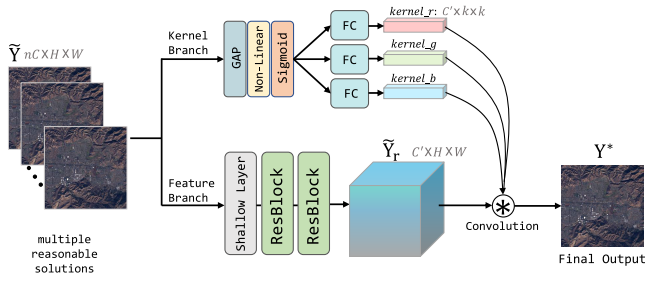 Ỹ nC×H×W
multiple
reasonable
solutions
Kernel
Branch
GAP
Non-Linear
Sigmoid
FC
FC
FC
kernel_r: C'×k×k
kernel_g
kernel_b
Feature
Branch
Shallow Layer
ResBlock
ResBlock
Ỹr C'×H×W
Convolution
Y*
Final Output